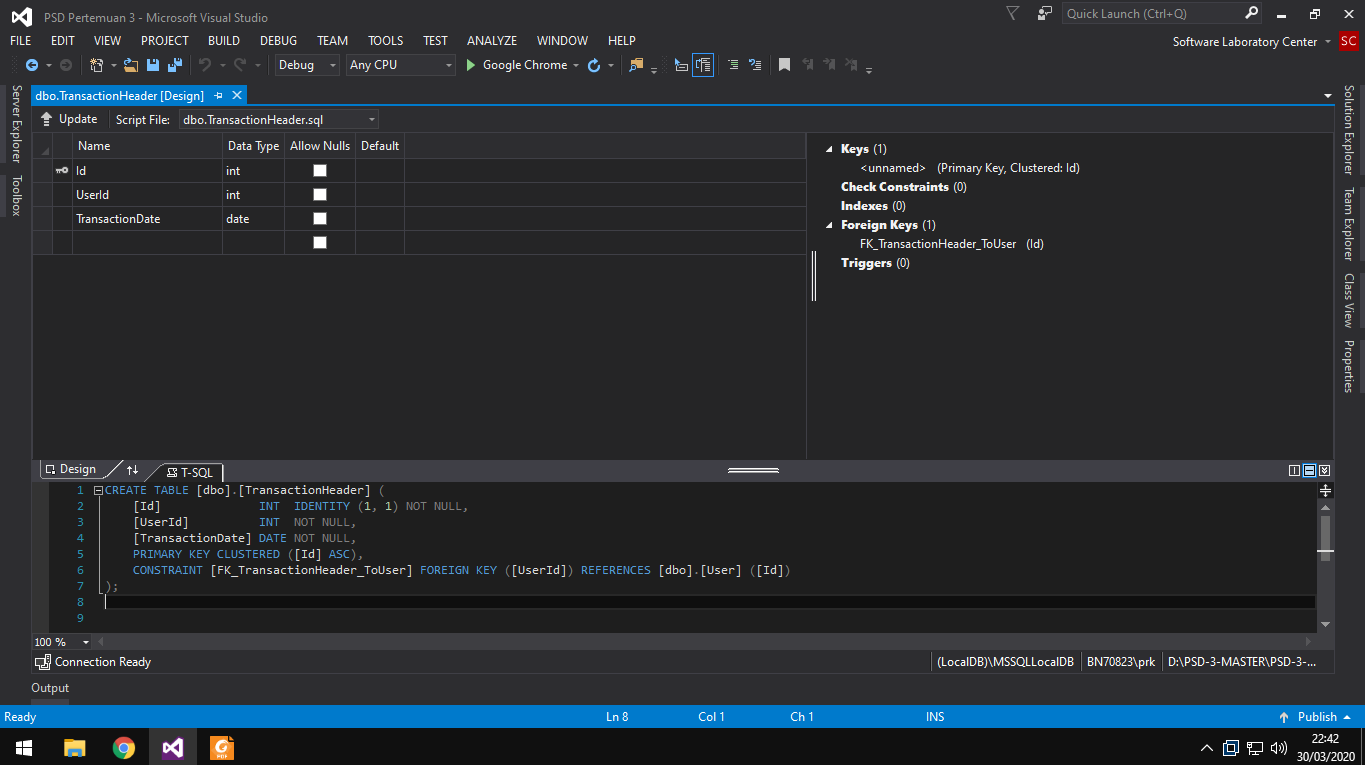 PSD Pertemuan 3 - Microsoft Visual Studio
Quick Launch (Ctrl+Q)
FILE EDIT VIEW PROJECT BUILD DEBUG TEAM TOOLS TEST ANALYZE WINDOW HELP
Software Laboratory Center SC
Debug Any CPU Google Chrome
Server Explorer
Toolbox
dbo.TransactionHeader [Design]
Update Script File: dbo.TransactionHeader.sql
Name Data Type Allow Nulls Default
Id int
UserId int
TransactionDate date
Keys (1)
<unnamed> (Primary Key, Clustered: Id)
Check Constraints (0)
Indexes (0)
Foreign Keys (1)
FK_TransactionHeader_ToUser (Id)
Triggers (0)
Solution Explorer
Team Explorer
Class View
Properties
Design T-SQL
1 CREATE TABLE [dbo].[TransactionHeader] (
2 [Id] INT IDENTITY (1, 1) NOT NULL,
3 [UserId] INT NOT NULL,
4 [TransactionDate] DATE NOT NULL,
5 PRIMARY KEY CLUSTERED ([Id] ASC),
6 CONSTRAINT [FK_TransactionHeader_ToUser] FOREIGN KEY ([UserId]) REFERENCES [dbo].[User] ([Id])
7 );
8
9
100 %
Connection Ready (LocalDB)\MSSQLLocalDB BN70823\prk D:\PSD-3-MASTER\PSD-3-...
Output
Ready Ln 8 Col 1 Ch 1 INS Publish
G PDF
22:42
30/03/2020